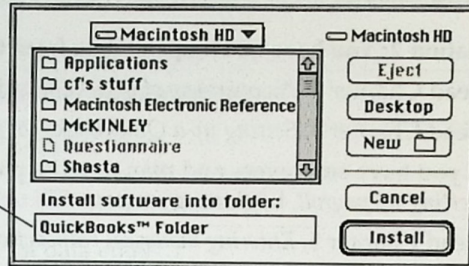 Macintosh HD
Applications
cf's stuff
Macintosh Electronic Reference
McKINLEY
Questionnaire
Shasta
Install software into folder:
QuickBooks™ Folder
Macintosh HD
Eject
Desktop
New
Cancel
Install